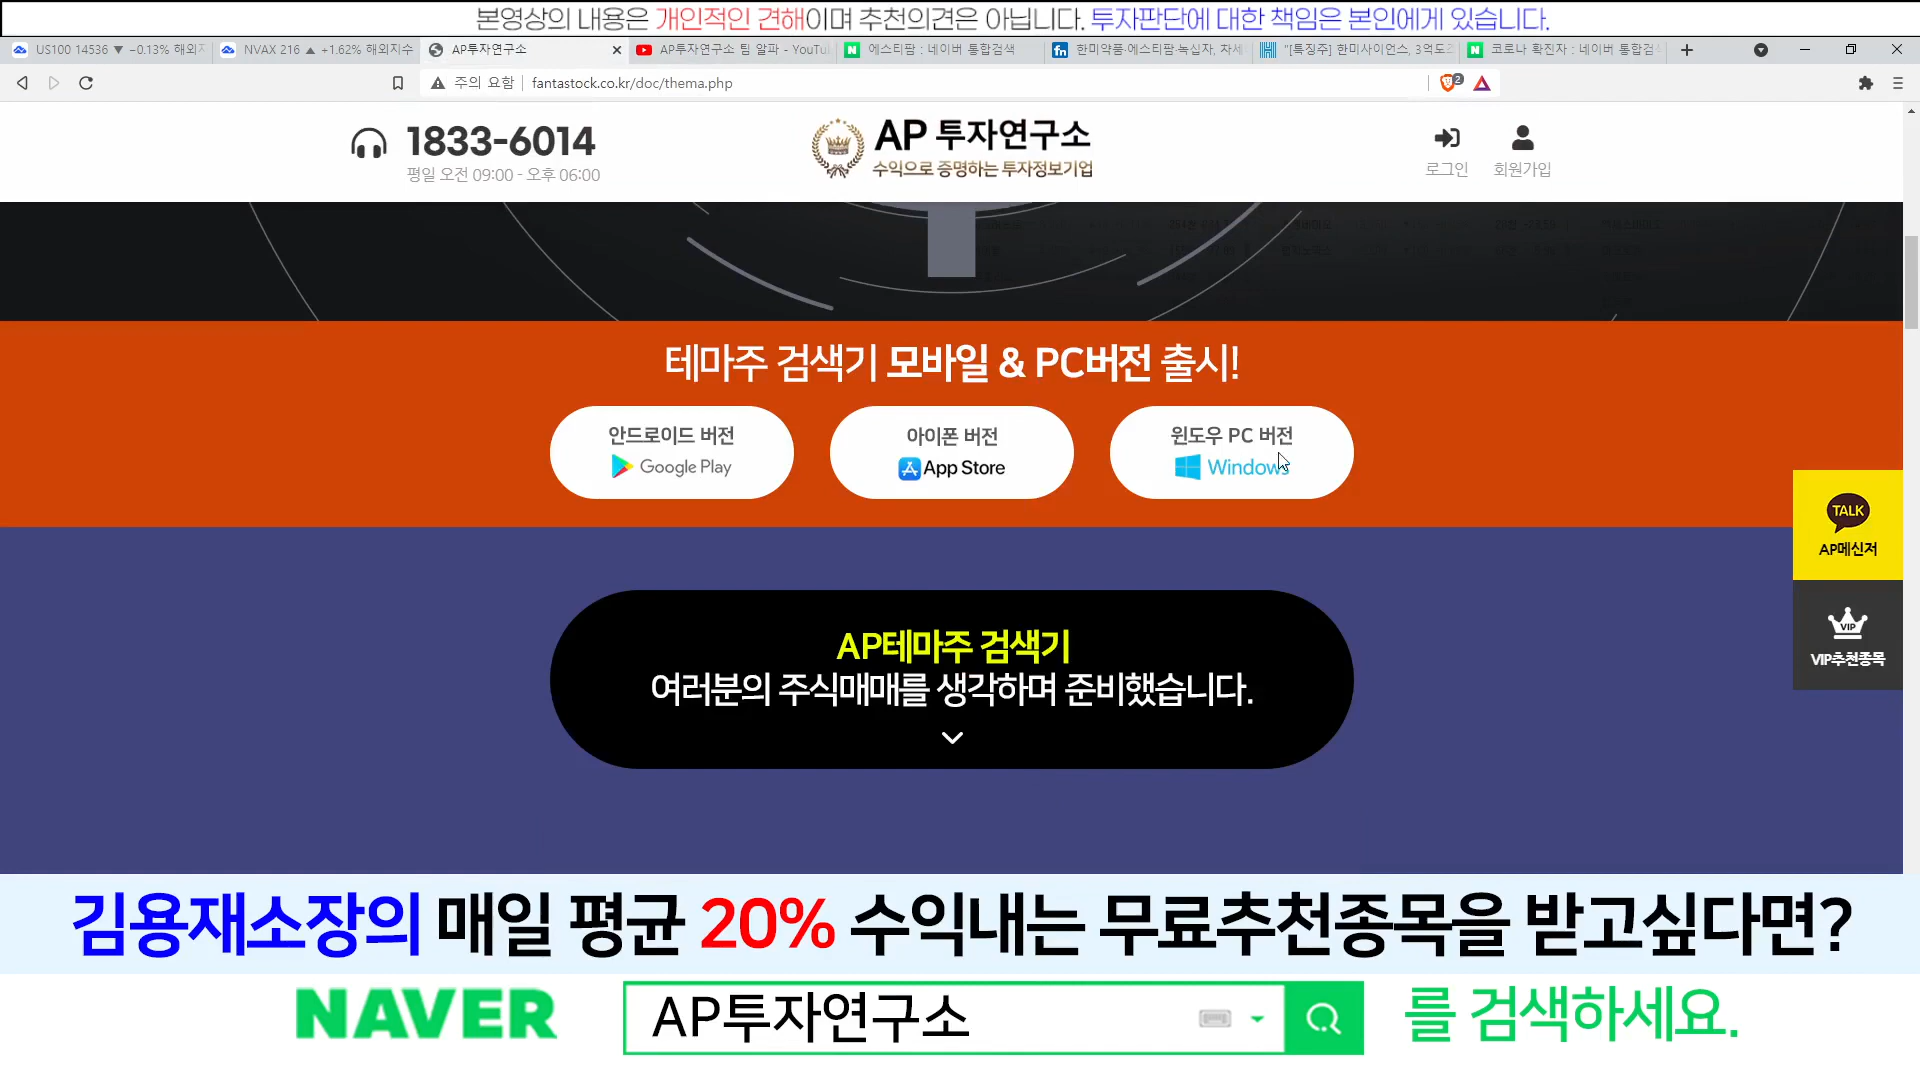 본영상의 내용은 개인적인 견해이며 추천의견은 아닙니다. 투자판단에 대한 책임은 본인에게 있습니다.
US100 14536 ▼ −0.13% 해외지
NVAX 216 ▲ +1.62% 해외지수
AP투자연구소
AP투자연구소 팀 알파 - YouTu
에스티팜 : 네이버 통합검색
한미약품·에스티팜·녹십자, 차세
"[특징주] 한미사이언스, 3억도즈
코로나 확진자 : 네이버 통합검색
주의 요함 | fantastock.co.kr/doc/thema.php
2
1833-6014
평일 오전 09:00 - 오후 06:00
AP 투자연구소
수익으로 증명하는 투자정보기업
로그인
회원가입
테마주 검색기 모바일 & PC버전 출시!
안드로이드 버전
Google Play
아이폰 버전
App Store
윈도우 PC 버전
Windows
TALK
AP메신저
VIP
VIP추천종목
AP테마주 검색기
여러분의 주식매매를 생각하며 준비했습니다.
김용재소장의 매일 평균 20% 수익내는 무료추천종목을 받고싶다면?
NAVER AP투자연구소 를 검색하세요.